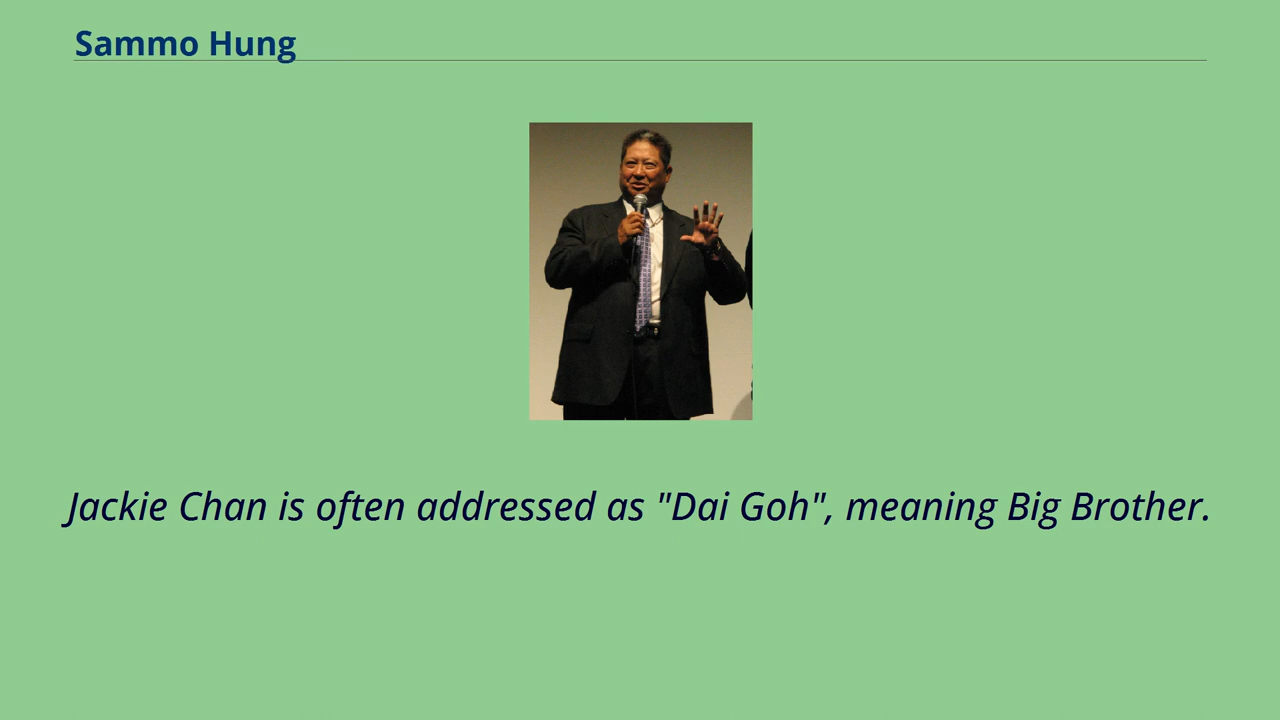 Sammo Hung
Jackie Chan is often addressed as "Dai Goh", meaning Big Brother.